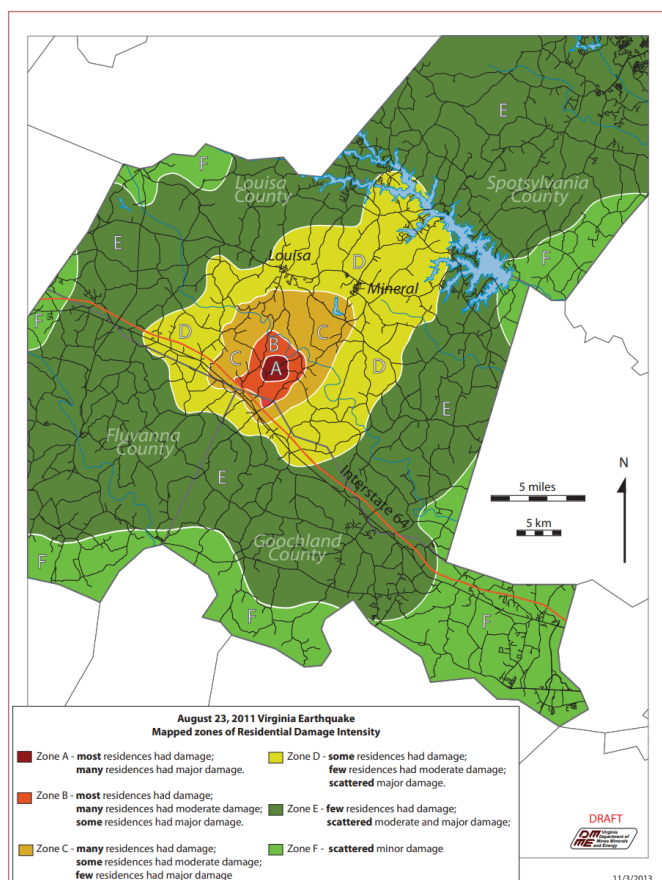 E
F
Louisa
County
Spotsylvania
County
E
Louisa
D
F
Mineral
F
D
C
B
C
A
D
E
Fluvanna
County
E
Interstate 64
N
5 miles
5 km
Goochland
County
F
F
F
August 23, 2011 Virginia Earthquake
Mapped zones of Residential Damage Intensity
Zone A - most residences had damage;
many residences had major damage.
Zone B - most residences had damage;
many residences had moderate damage;
some residences had major damage.
Zone C - many residences had damage;
some residences had moderate damage;
few residences had major damage
Zone D - some residences had damage;
few residences had moderate damage;
scattered major damage.
Zone E - few residences had damage;
scattered moderate and major damage;
Zone F - scattered minor damage
DRAFT
DMME
Virginia
Department of
Mines Minerals
and Energy
11/3/2013